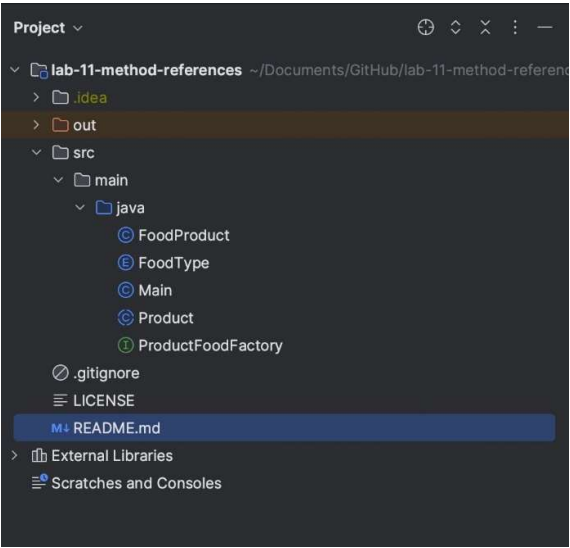 Project
lab-11-method-references ~/Documents/GitHub/lab-11-method-referenc
.idea
out
src
main
java
C FoodProduct
E FoodType
C Main
C Product
I ProductFoodFactory
.gitignore
LICENSE
M↓ README.md
External Libraries
Scratches and Consoles